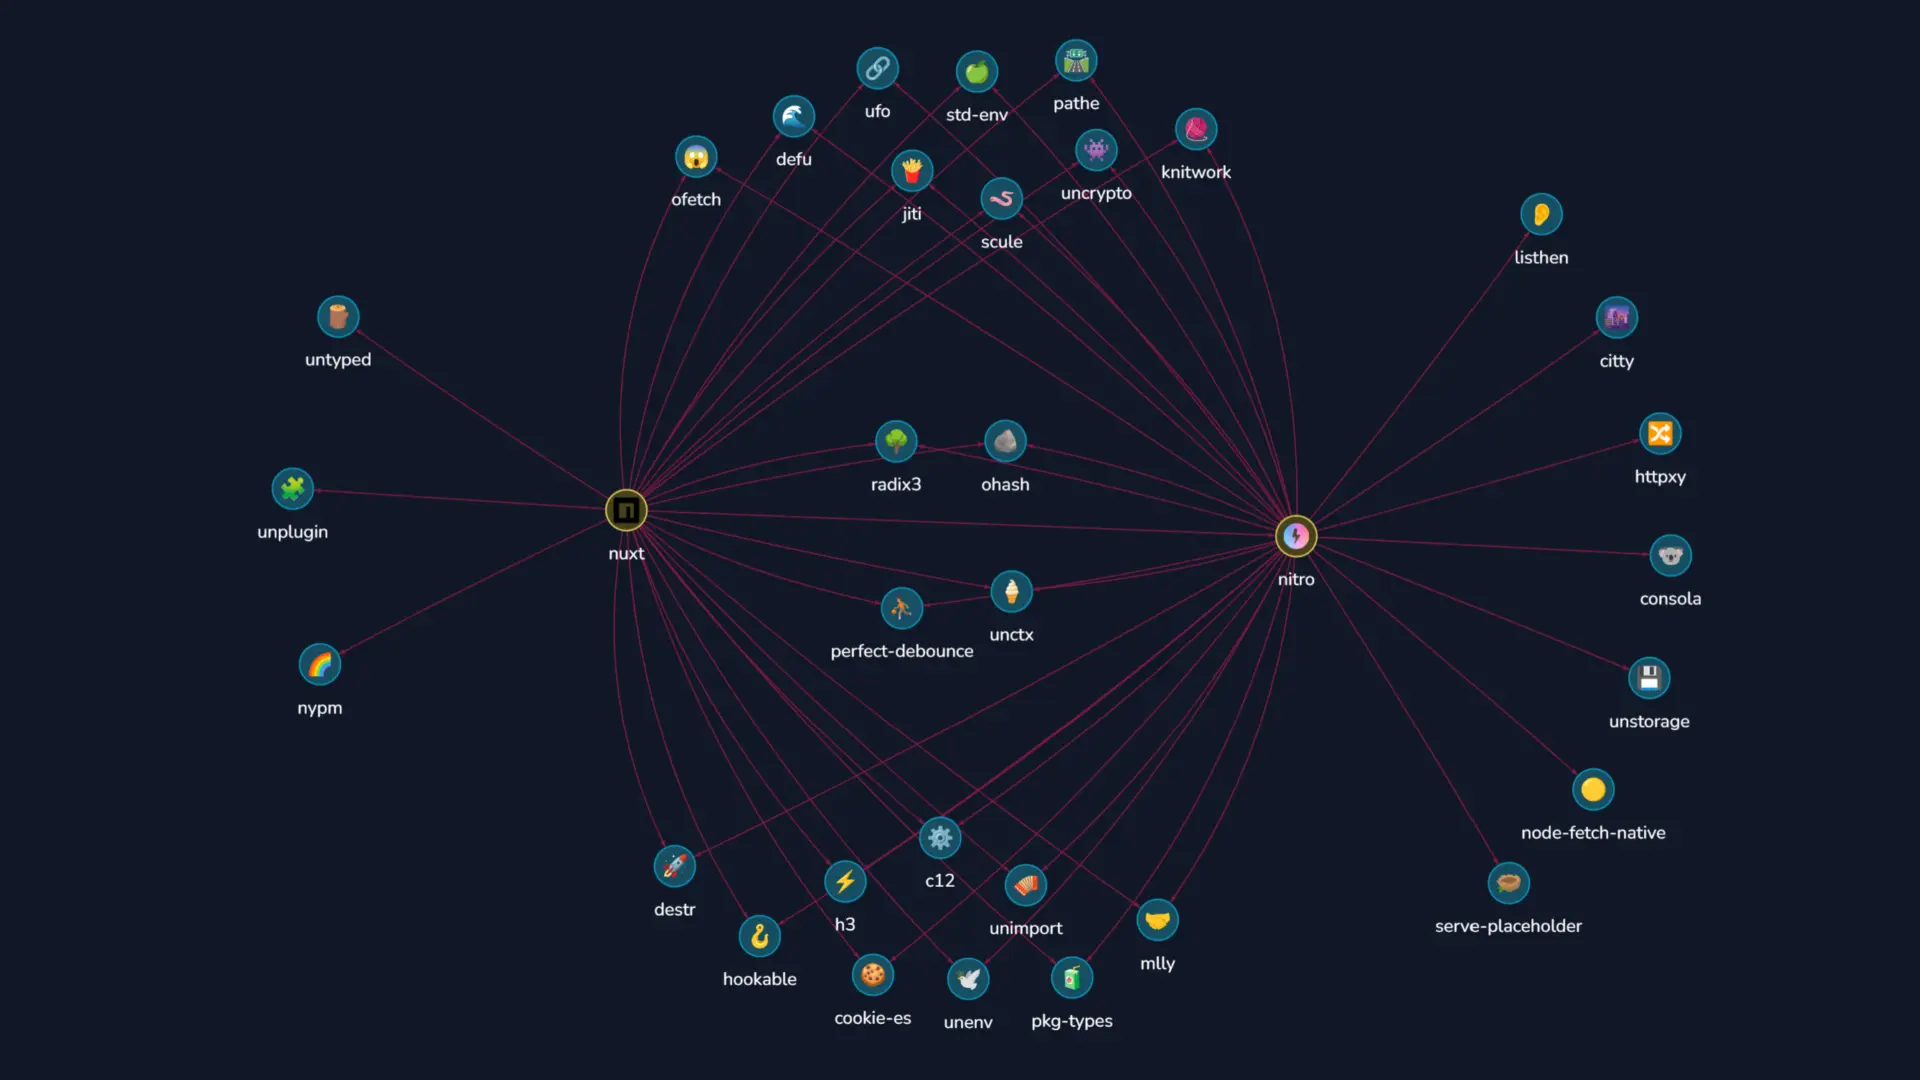 pathe
ufo
std-env
defu
knitwork
ofetch
jiti
uncrypto
scule
listhen
untyped
citty
radix3
ohash
httpxy
unplugin
nuxt
nitro
consola
unctx
perfect-debounce
nypm
unstorage
node-fetch-native
c12
destr
h3
unimport
serve-placeholder
mlly
hookable
cookie-es
unenv
pkg-types